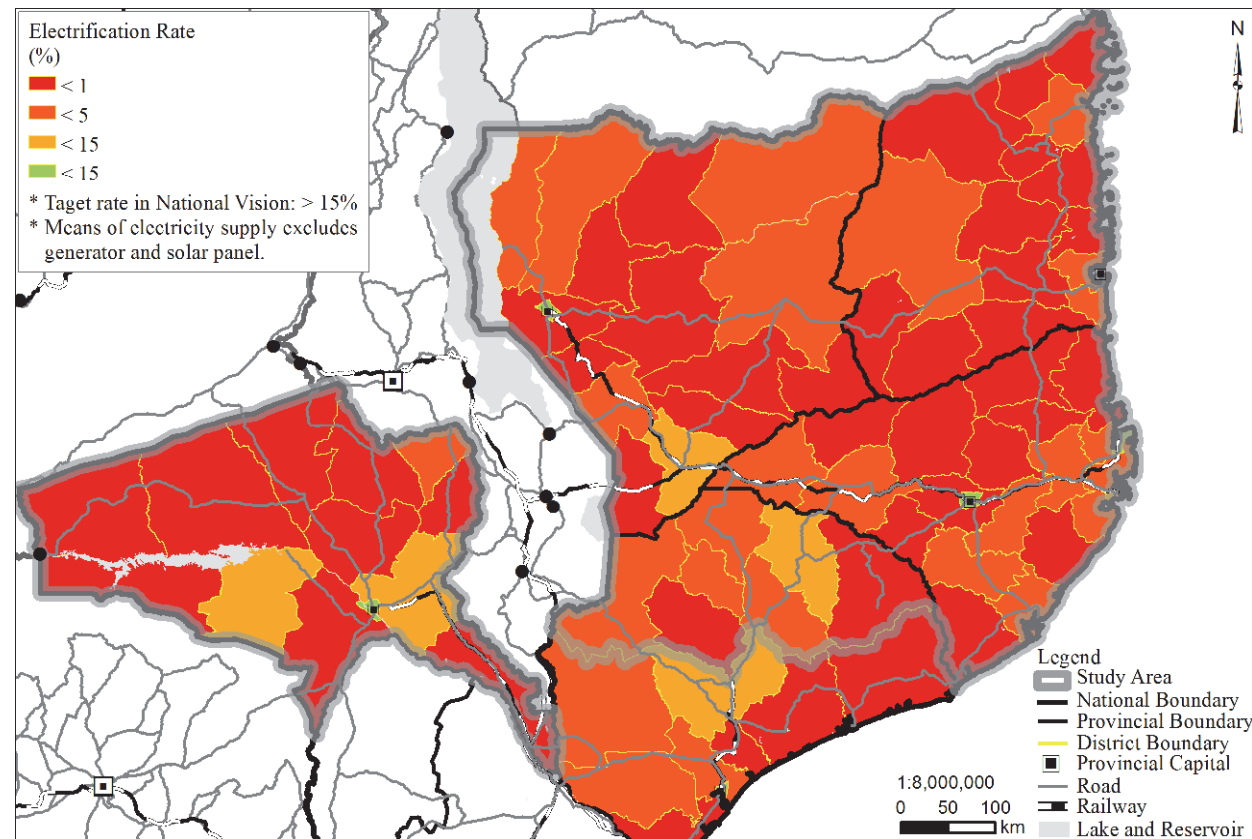 Electrification Rate
(%)
< 1
< 5
< 15
< 15
* Taget rate in National Vision: > 15%
* Means of electricity supply excludes
generator and solar panel.
N
Legend
Study Area
National Boundary
Provincial Boundary
District Boundary
Provincial Capital
Road
Railway
Lake and Reservoir
1:8,000,000
0 50 100
km